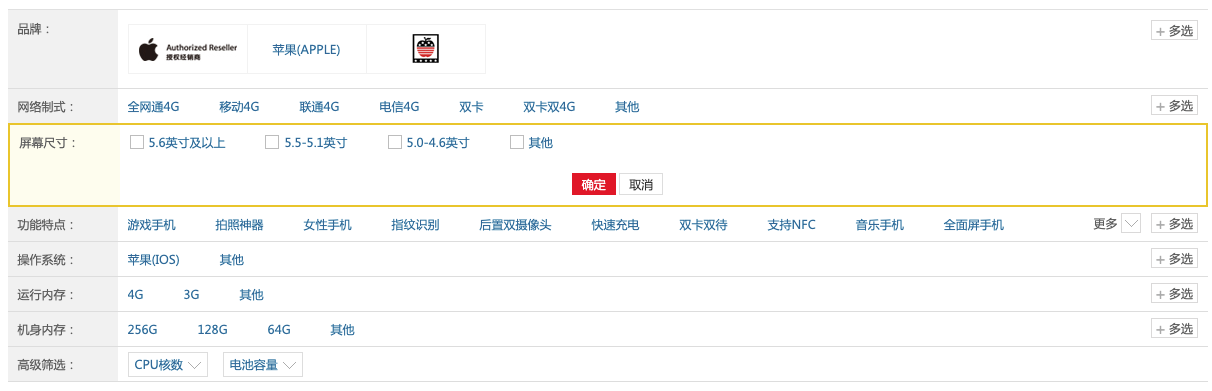 品牌： Authorized Reseller 授权经销商 苹果(APPLE) + 多选
网络制式： 全网通4G 移动4G 联通4G 电信4G 双卡 双卡双4G 其他 + 多选
屏幕尺寸： 5.6英寸及以上 5.5-5.1英寸 5.0-4.6英寸 其他
确定 取消
功能特点： 游戏手机 拍照神器 女性手机 指纹识别 后置双摄像头 快速充电 双卡双待 支持NFC 音乐手机 全面屏手机 更多 + 多选
操作系统： 苹果(IOS) 其他 + 多选
运行内存： 4G 3G 其他 + 多选
机身内存： 256G 128G 64G 其他 + 多选
高级筛选： CPU核数 电池容量